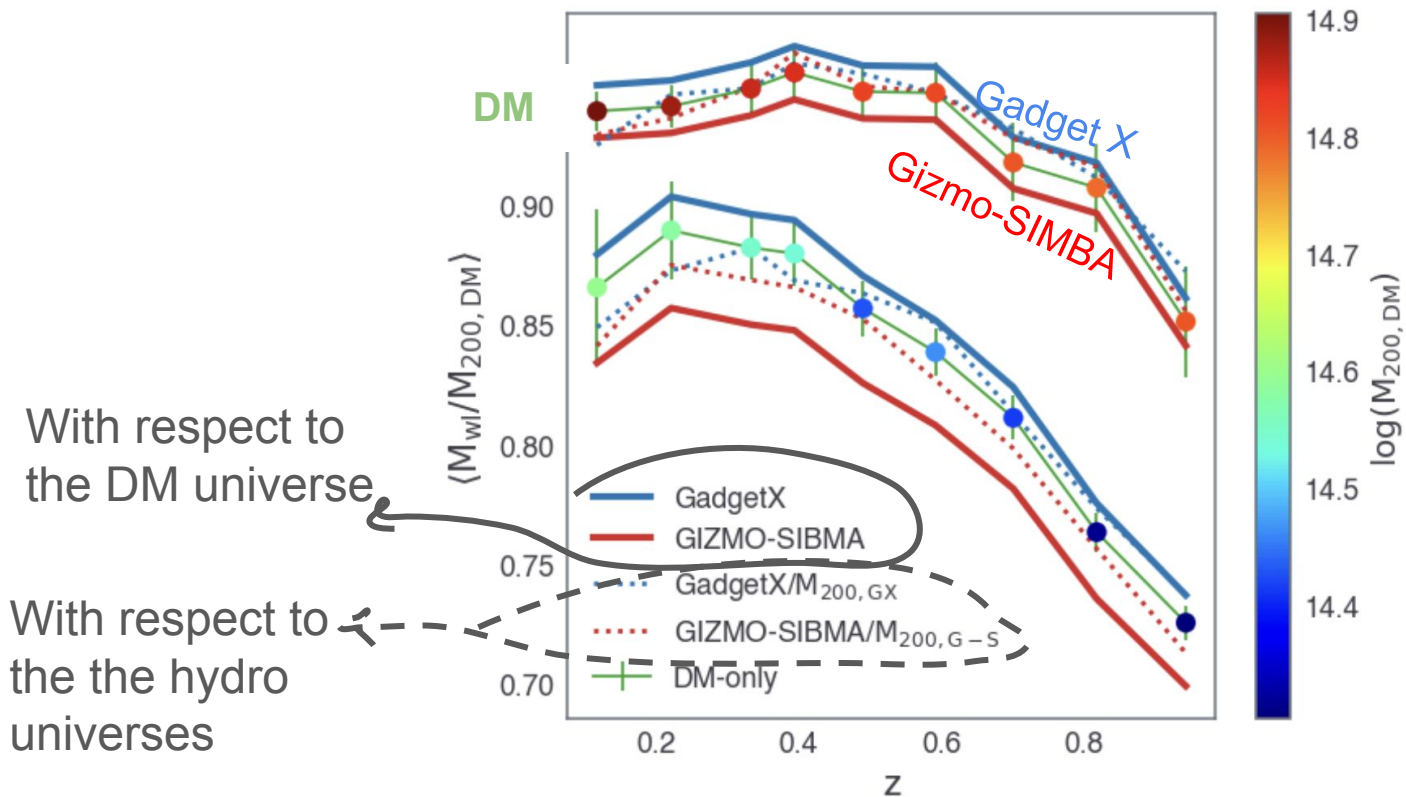 DM
Gadget X
Gizmo-SIMBA
With respect to
the DM universe
With respect to
the the hydro
universes
⟨M_wl/M_200, DM⟩
0.90
0.85
0.80
0.75
0.70
GadgetX
GIZMO-SIBMA
GadgetX/M_200, GX
GIZMO-SIBMA/M_200, G-S
DM-only
0.2 0.4 0.6 0.8
z
14.9
14.8
14.7
14.6
14.5
14.4
log(M_200, DM)